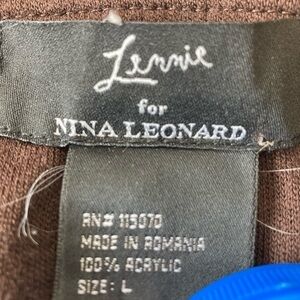 Lennie
for
NINA LEONARD
RN# 115070
MADE IN ROMANIA
100% ACRYLIC
SIZE: L